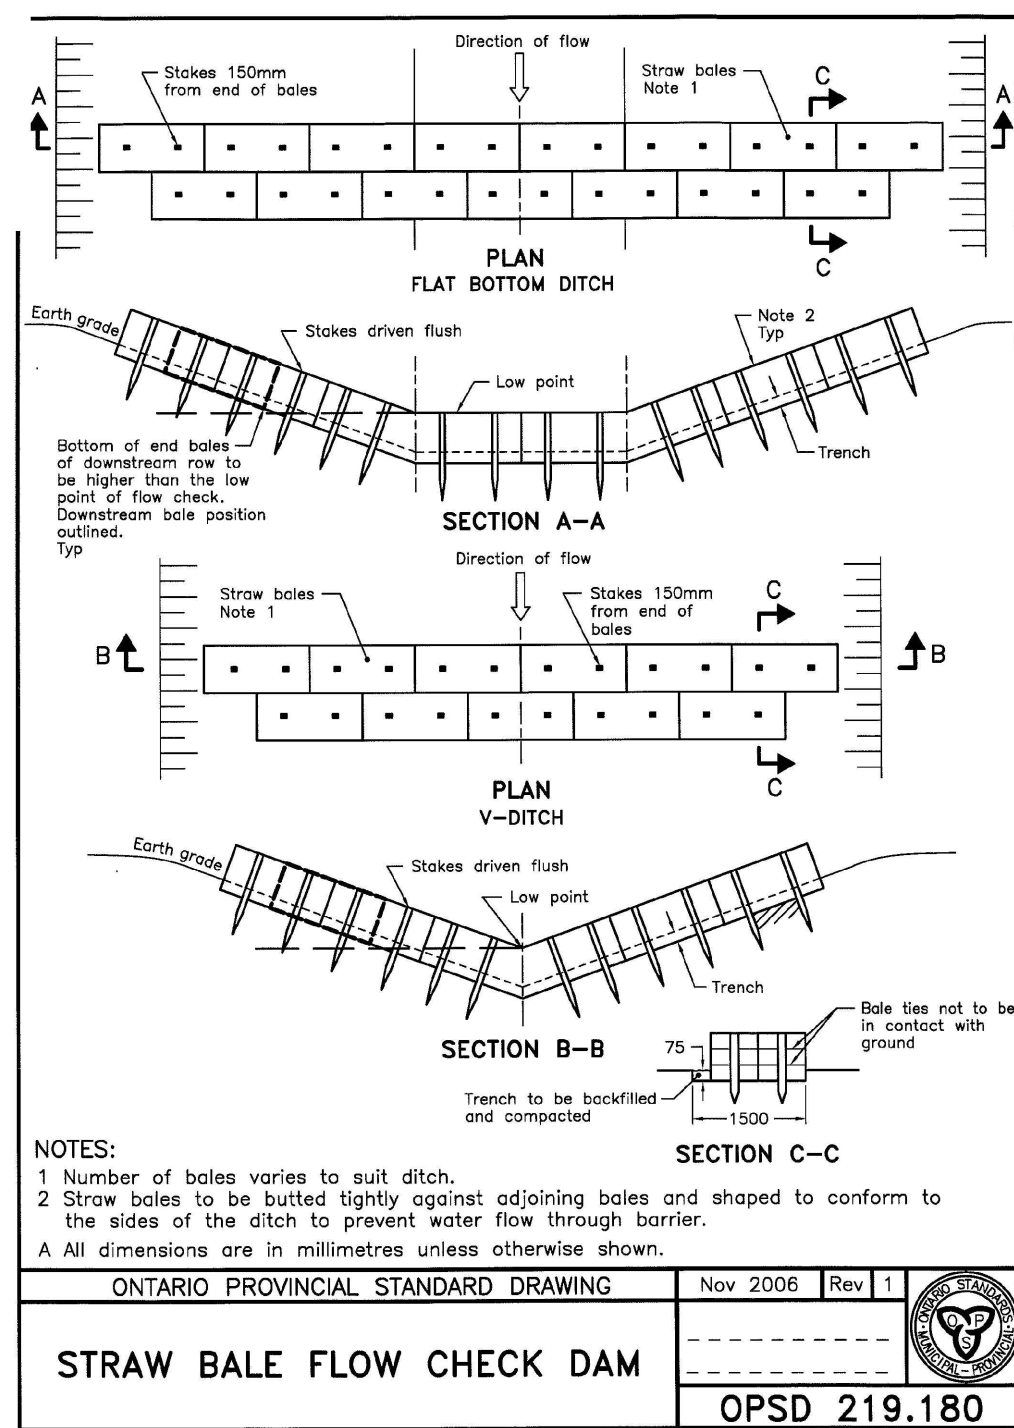 Direction of flow
Stakes 150mm
from end of bales
Straw bales
Note 1
C
A
A
C
PLAN
FLAT BOTTOM DITCH
Earth grade
Stakes driven flush
Note 2
Typ
Low point
Trench
Bottom of end bales
of downstream row to
be higher than the low
point of flow check.
Downstream bale position
outlined.
Typ
SECTION A-A
Direction of flow
Straw bales
Note 1
Stakes 150mm
from end of
bales
C
B
B
C
PLAN
V-DITCH
Earth grade
Stakes driven flush
Low point
Trench
SECTION B-B
Bale ties not to be
in contact with
ground
75
Trench to be backfilled
and compacted
1500
SECTION C-C
NOTES:
1 Number of bales varies to suit ditch.
2 Straw bales to be butted tightly against adjoining bales and shaped to conform to
the sides of the ditch to prevent water flow through barrier.
A All dimensions are in millimetres unless otherwise shown.
ONTARIO PROVINCIAL STANDARD DRAWING
Nov 2006 Rev 1
STRAW BALE FLOW CHECK DAM
ONTARIO STANDARDS
MUNICIPAL-PROVINCIAL
O P S
OPSD 219.180